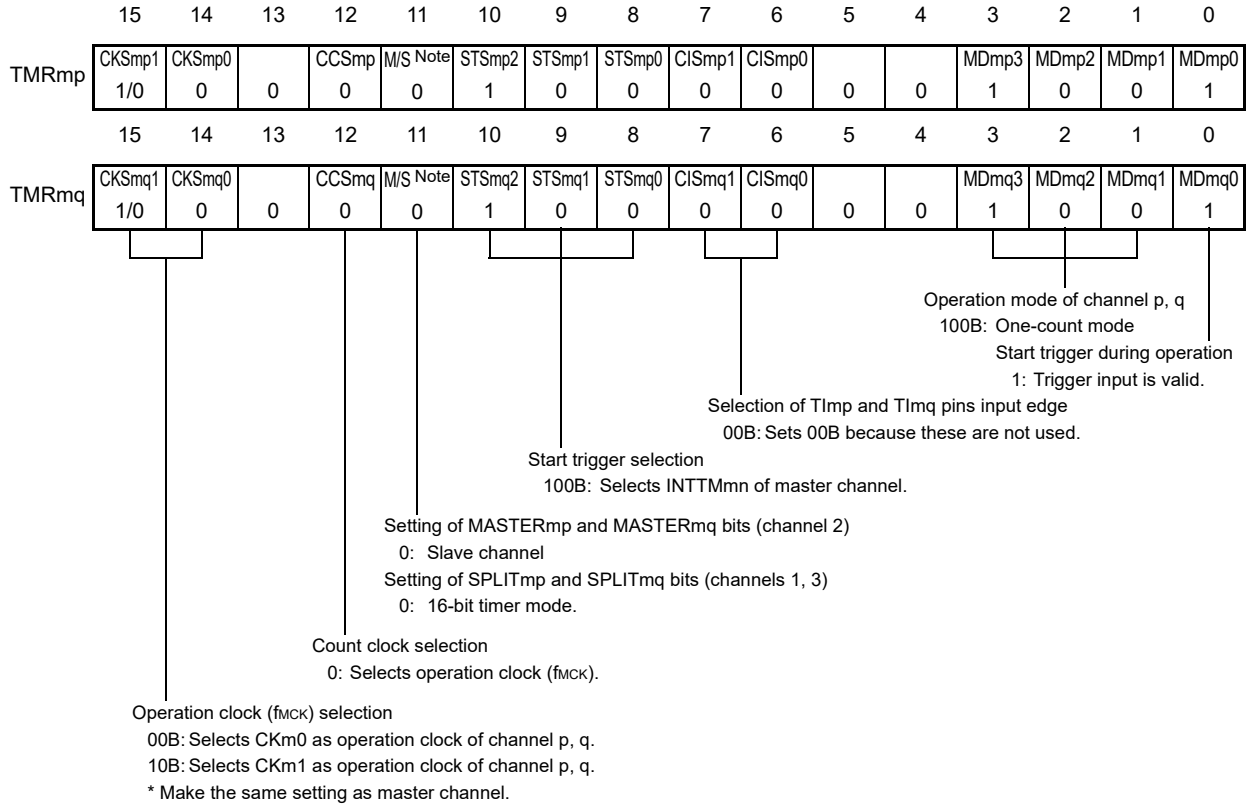 15 14 13 12 11 10 9 8 7 6 5 4 3 2 1 0
TMRmp CKSmp1 CKSmp0 CCSmp M/S Note STSmp2 STSmp1 STSmp0 CISmp1 CISmp0 MDmp3 MDmp2 MDmp1 MDmp0
1/0 0 0 0 0 1 0 0 0 0 0 0 1 0 0 1
15 14 13 12 11 10 9 8 7 6 5 4 3 2 1 0
TMRmq CKSmq1 CKSmq0 CCSmq M/S Note STSmq2 STSmq1 STSmq0 CISmq1 CISmq0 MDmq3 MDmq2 MDmq1 MDmq0
1/0 0 0 0 0 1 0 0 0 0 0 0 1 0 0 1
Operation mode of channel p, q
100B: One-count mode
Start trigger during operation
1: Trigger input is valid.
Selection of TImp and TImq pins input edge
00B: Sets 00B because these are not used.
Start trigger selection
100B: Selects INTTMmn of master channel.
Setting of MASTERmp and MASTERmq bits (channel 2)
0: Slave channel
Setting of SPLITmp and SPLITmq bits (channels 1, 3)
0: 16-bit timer mode.
Count clock selection
0: Selects operation clock (fMCK).
Operation clock (fMCK) selection
00B: Selects CKm0 as operation clock of channel p, q.
10B: Selects CKm1 as operation clock of channel p, q.
* Make the same setting as master channel.